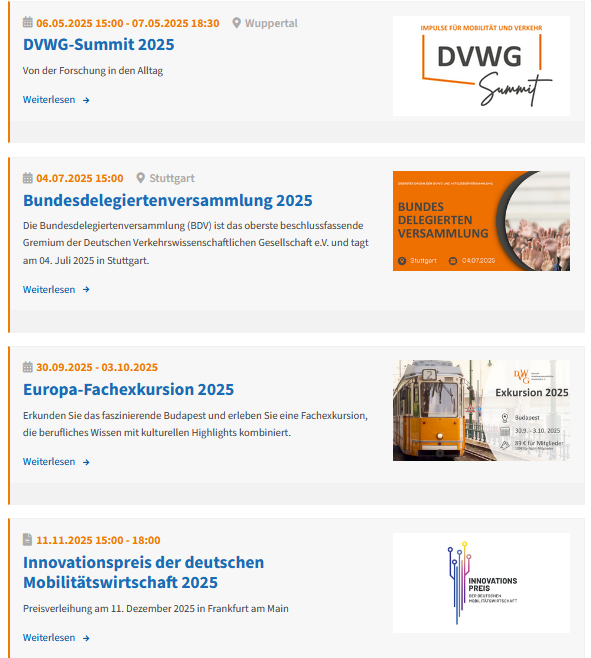 06.05.2025 15:00 - 07.05.2025 18:30 Wuppertal
DVWG-Summit 2025
Von der Forschung in den Alltag
Weiterlesen
IMPULSE FÜR MOBILITÄT UND VERKEHR
DVWG
Summit
04.07.2025 15:00 Stuttgart
Bundesdelegiertenversammlung 2025
Die Bundesdelegiertenversammlung (BDV) ist das oberste beschlussfassende
Gremium der Deutschen Verkehrswissenschaftlichen Gesellschaft e.V. und tagt
am 04. Juli 2025 in Stuttgart.
Weiterlesen
BUNDES
DELEGIERTEN
VERSAMMLUNG
Stuttgart 04.07.2025
30.09.2025 - 03.10.2025
Europa-Fachexkursion 2025
Erkunden Sie das faszinierende Budapest und erleben Sie eine Fachexkursion,
die berufliches Wissen mit kulturellen Highlights kombiniert.
Weiterlesen
2
DVWG
Exkursion 2025
Budapest
30.9. - 3.10. 2025
89 € für Mitglieder
11.11.2025 15:00 - 18:00
Innovationspreis der deutschen
Mobilitätswirtschaft 2025
Preisverleihung am 11. Dezember 2025 in Frankfurt am Main
Weiterlesen
INNOVATIONS
PREIS
DER DEUTSCHEN
MOBILITÄTSWIRTSCHAFT